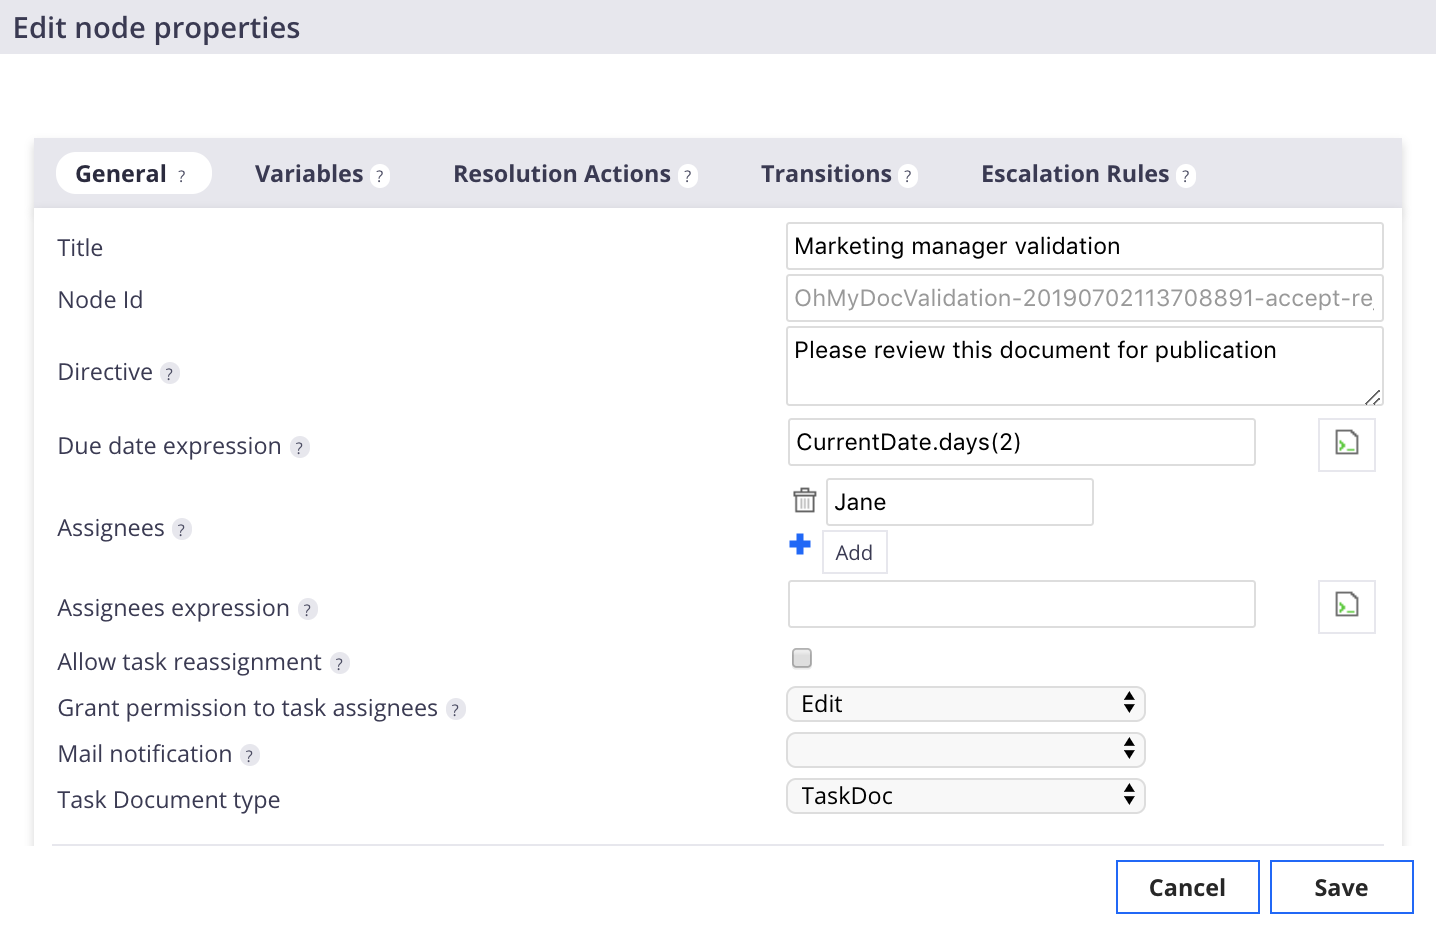 Edit node properties
General ? Variables ? Resolution Actions ? Transitions ? Escalation Rules ?
Title Marketing manager validation
Node Id OhMyDocValidation-20190702113708891-accept-re
Directive ? Please review this document for publication
Due date expression ? CurrentDate.days(2)
Assignees ? Jane
Add
Assignees expression ?
Allow task reassignment ?
Grant permission to task assignees ? Edit
Mail notification ?
Task Document type TaskDoc
Cancel Save